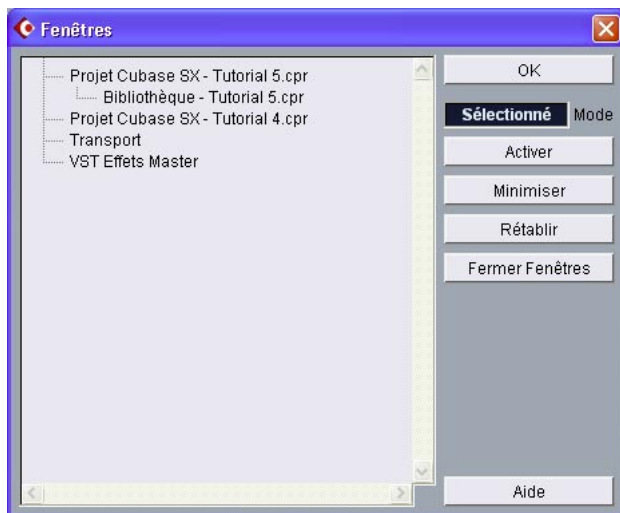 Fenêtres
Projet Cubase SX - Tutorial 5.cpr
Bibliothèque - Tutorial 5.cpr
Projet Cubase SX - Tutorial 4.cpr
Transport
VST Effets Master
OK
Sélectionné Mode
Activer
Minimiser
Rétablir
Fermer Fenêtres
Aide